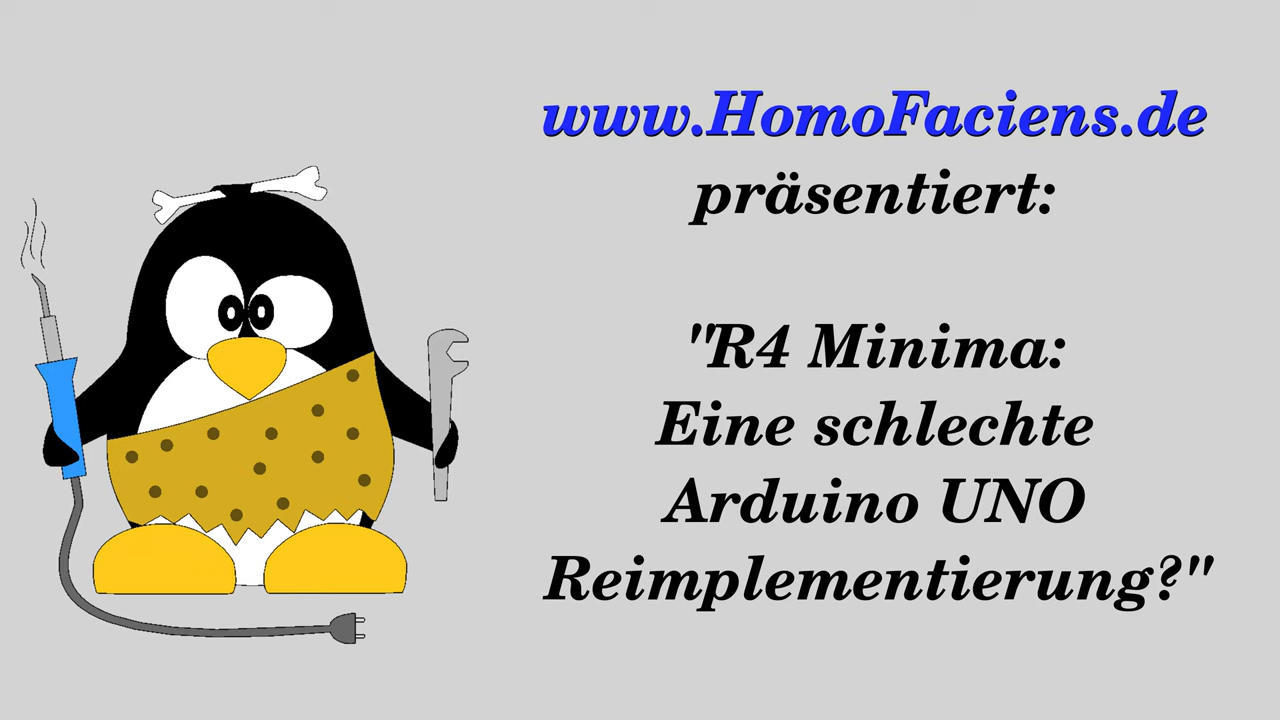 www.HomoFaciens.de
präsentiert:
"R4 Minima:
Eine schlechte
Arduino UNO
Reimplementierung?"